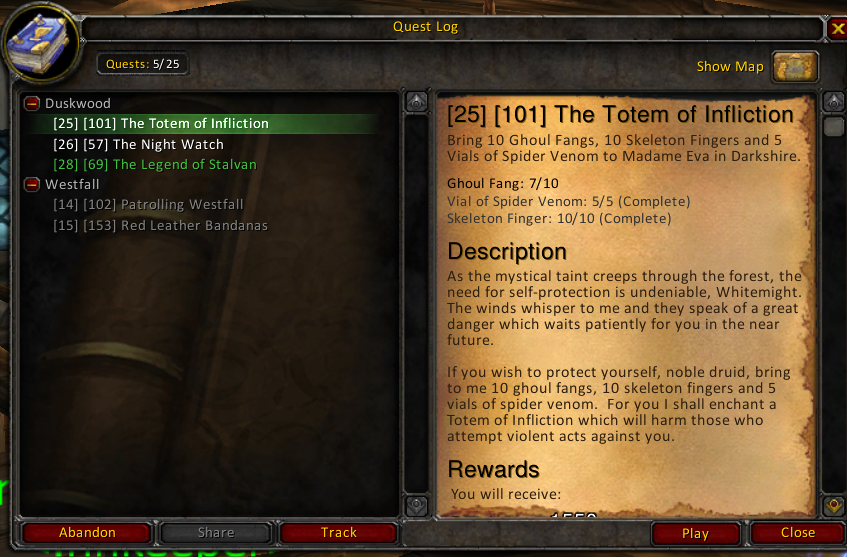 Quest Log
Quests: 5/25
Show Map
Duskwood
[25] [101] The Totem of Infliction
[26] [57] The Night Watch
[28] [69] The Legend of Stalvan
Westfall
[14] [102] Patrolling Westfall
[15] [153] Red Leather Bandanas
[25] [101] The Totem of Infliction
Bring 10 Ghoul Fangs, 10 Skeleton Fingers and 5
Vials of Spider Venom to Madame Eva in Darkshire.
Ghoul Fang: 7/10
Vial of Spider Venom: 5/5 (Complete)
Skeleton Finger: 10/10 (Complete)
Description
As the mystical taint creeps through the forest, the
need for self-protection is undeniable, Whitemight.
The winds whisper to me and they speak of a great
danger which waits patiently for you in the near
future.
If you wish to protect yourself, noble druid, bring
to me 10 ghoul fangs, 10 skeleton fingers and 5
vials of spider venom.  For you I shall enchant a
Totem of Infliction which will harm those who
attempt violent acts against you.
Rewards
You will receive:
Abandon
Share
Track
Play
Close